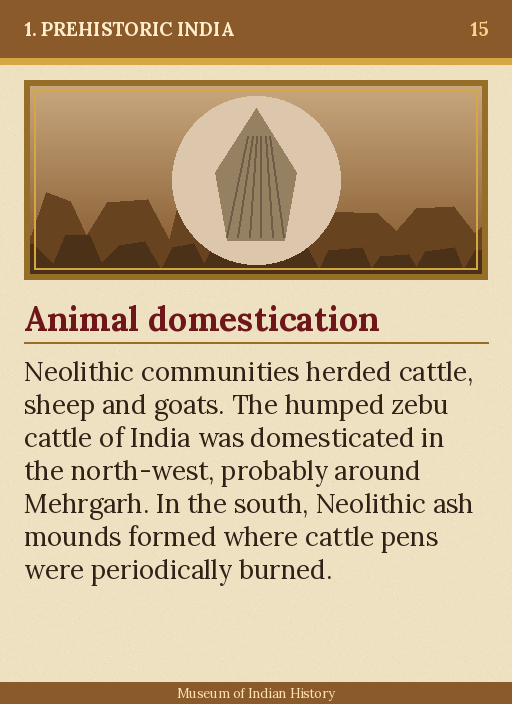 1. PREHISTORIC INDIA
15
Animal domestication
Neolithic communities herded cattle,
sheep and goats. The humped zebu
cattle of India was domesticated in
the north-west, probably around
Mehrgarh. In the south, Neolithic ash
mounds formed where cattle pens
were periodically burned.
Museum of Indian History